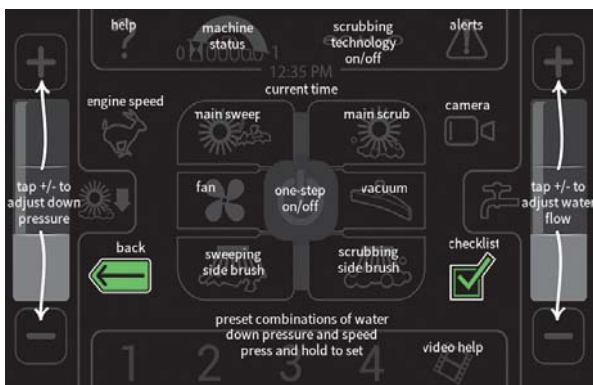 help
machine
status
scrubbing
technology
on/off
alerts
12:35 PM
current time
engine speed
main sweep
main scrub
camera
tap +/- to
adjust down
pressure
fan
one-step
on/off
vacuum
tap +/- to
adjust water
flow
back
sweeping
side brush
scrubbing
side brush
checklist
preset combinations of water
down pressure and speed
press and hold to set
1 2 3 4
video help